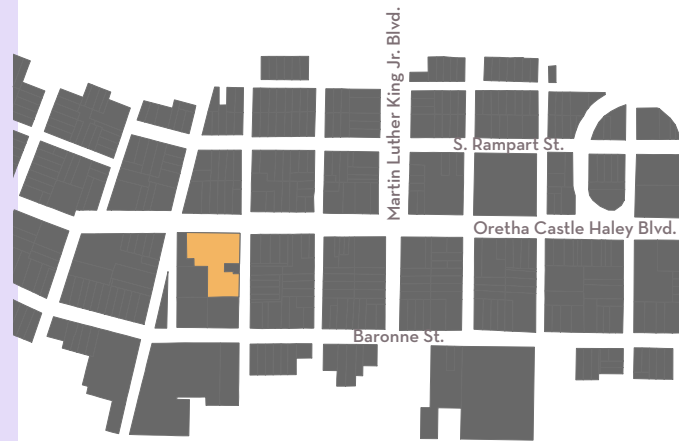 Martin Luther King Jr. Blvd.
S. Rampart St.
Oretha Castle Haley Blvd.
Baronne St.